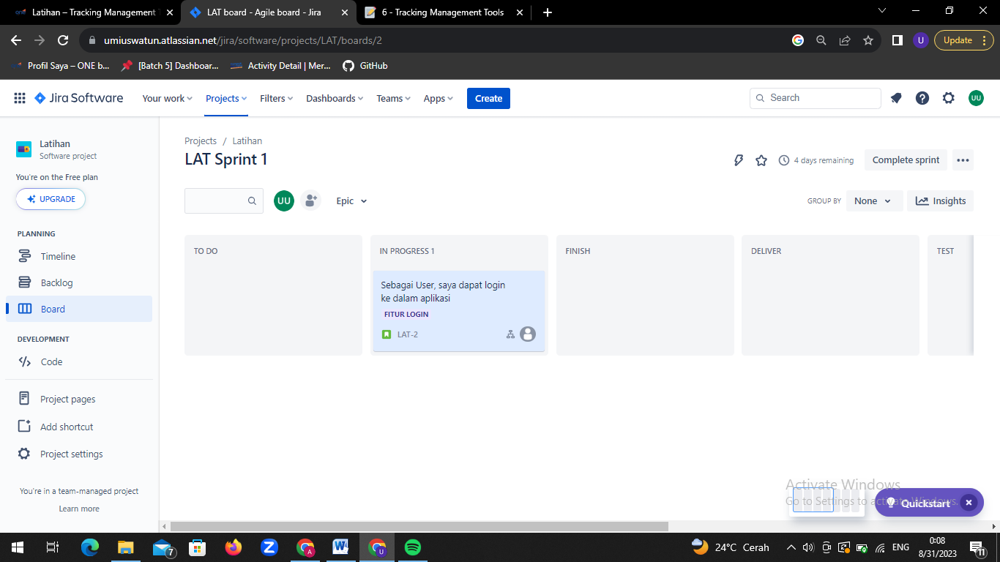 Latihan – Tracking Management T
LAT board - Agile board - Jira
6 - Tracking Management Tools
umiuswatun.atlassian.net/jira/software/projects/LAT/boards/2
U
Update
Profil Saya – ONE b...
[Batch 5] Dashboar...
Activity Detail | Mer...
GitHub
Jira Software
Your work
Projects
Filters
Dashboards
Teams
Apps
Create
Search
UU
Latihan
Software project
You're on the Free plan
UPGRADE
PLANNING
Timeline
Backlog
Board
DEVELOPMENT
Code
Project pages
Add shortcut
Project settings
You're in a team-managed project
Learn more
Projects / Latihan
LAT Sprint 1
4 days remaining
Complete sprint
UU
Epic
GROUP BY
None
Insights
TO DO
IN PROGRESS 1
FINISH
DELIVER
TEST
Sebagai User, saya dapat login
ke dalam aplikasi
FITUR LOGIN
LAT-2
Activate Windows
Go to Settings to activate Windows.
Quickstart
7
Z
A
W
U
24°C Cerah
ENG
0:08
8/31/2023
11